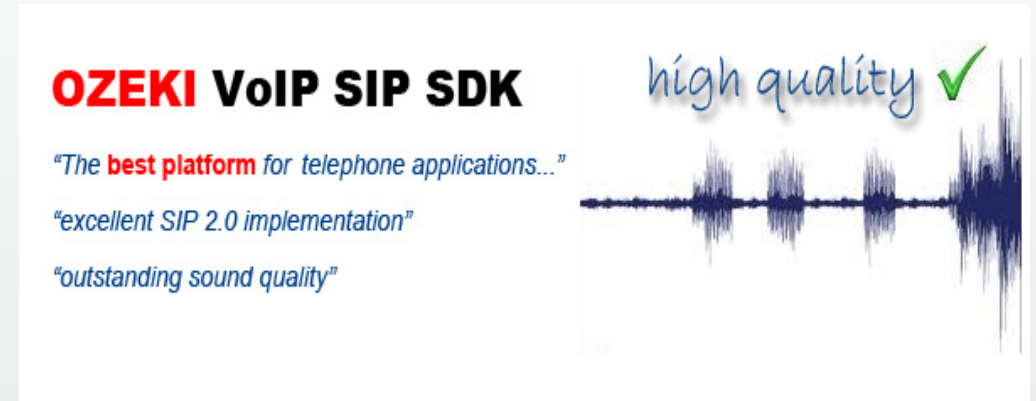 OZEKI VoIP SIP SDK
high quality
“The best platform for telephone applications...”
“excellent SIP 2.0 implementation”
“outstanding sound quality”